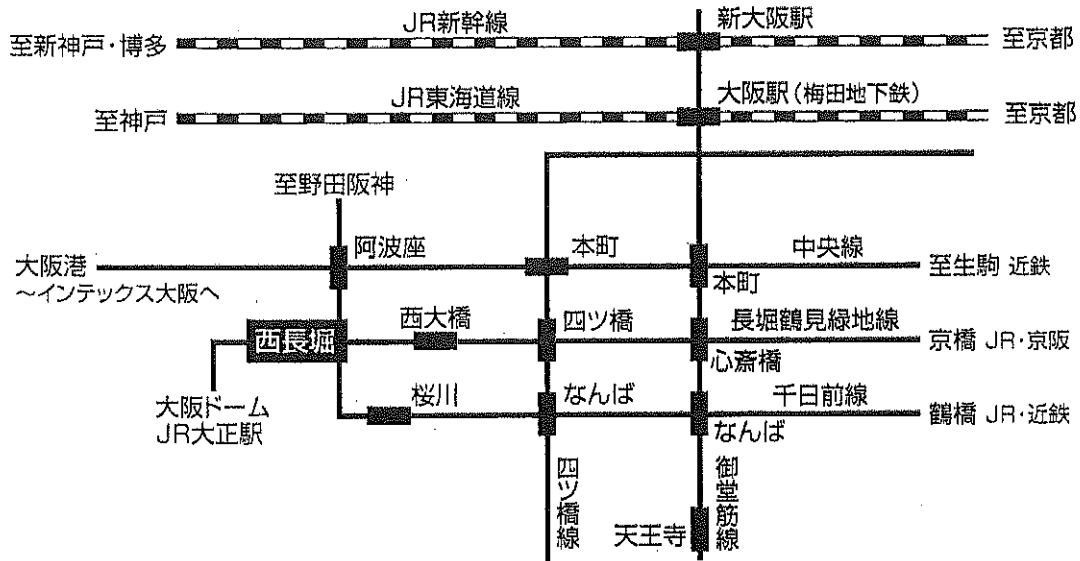 JR新幹線
新大阪駅
至新神戸・博多
至京都
JR東海道線
大阪駅(梅田地下鉄)
至神戸
至京都
至野田阪神
阿波座
本町
中央線
大阪港
～インテックス大阪へ
本町
至生駒 近鉄
西長堀
西大橋
四ツ橋
長堀鶴見緑地線
心斎橋
京橋 JR・京阪
大阪ドーム
JR大正駅
桜川
なんば
千日前線
なんば
鶴橋 JR・近鉄
四ツ橋線
御堂筋線
天王寺